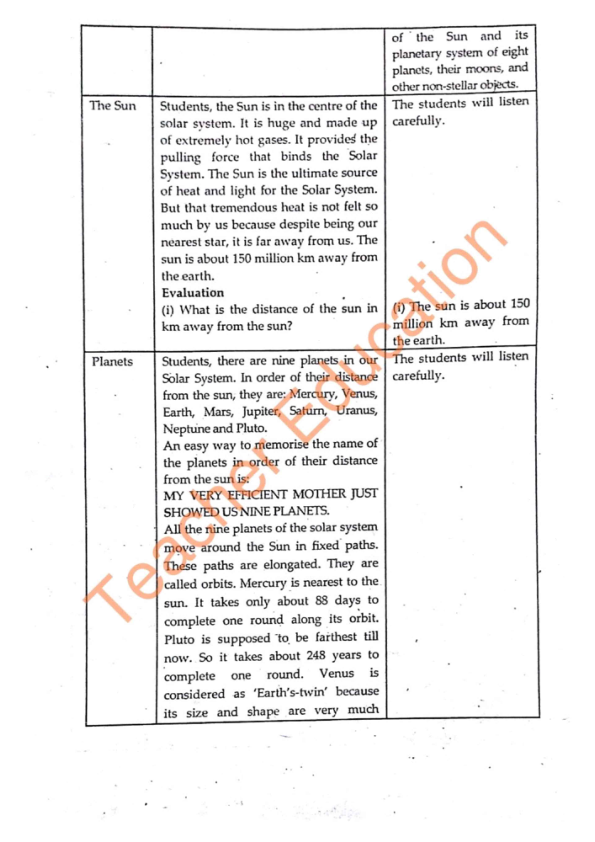 of the Sun and its
planetary system of eight
planets, their moons, and
other non-stellar objects.
The Sun
Students, the Sun is in the centre of the
solar system. It is huge and made up
of extremely hot gases. It provides the
pulling force that binds the Solar
System. The Sun is the ultimate source
of heat and light for the Solar System.
But that tremendous heat is not felt so
much by us because despite being our
nearest star, it is far away from us. The
sun is about 150 million km away from
the earth.
Evaluation
(i) What is the distance of the sun in
km away from the sun?
The students will listen
carefully.
(i) The sun is about 150
million km away from
the earth.
Planets
Students, there are nine planets in our
Solar System. In order of their distance
from the sun, they are: Mercury, Venus,
Earth, Mars, Jupiter, Saturn, Uranus,
Neptune and Pluto.
An easy way to memorise the name of
the planets in order of their distance
from the sun is:
MY VERY EFFICIENT MOTHER JUST
SHOWED US NINE PLANETS.
All the nine planets of the solar system
move around the Sun in fixed paths.
These paths are elongated. They are
called orbits. Mercury is nearest to the
sun. It takes only about 88 days to
complete one round along its orbit.
Pluto is supposed to be farthest till
now. So it takes about 248 years to
complete one round. Venus is
considered as 'Earth's-twin' because
its size and shape are very much
The students will listen
carefully.
Teacher Education